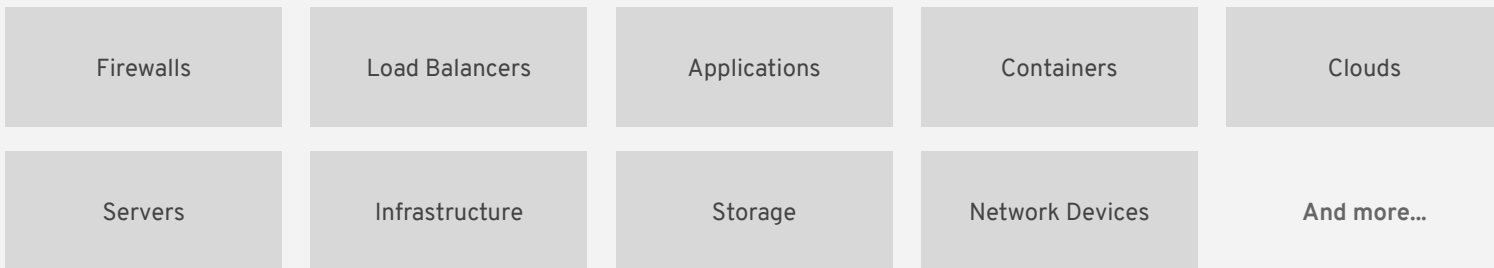 Firewalls
Load Balancers
Applications
Containers
Clouds
Servers
Infrastructure
Storage
Network Devices
And more...